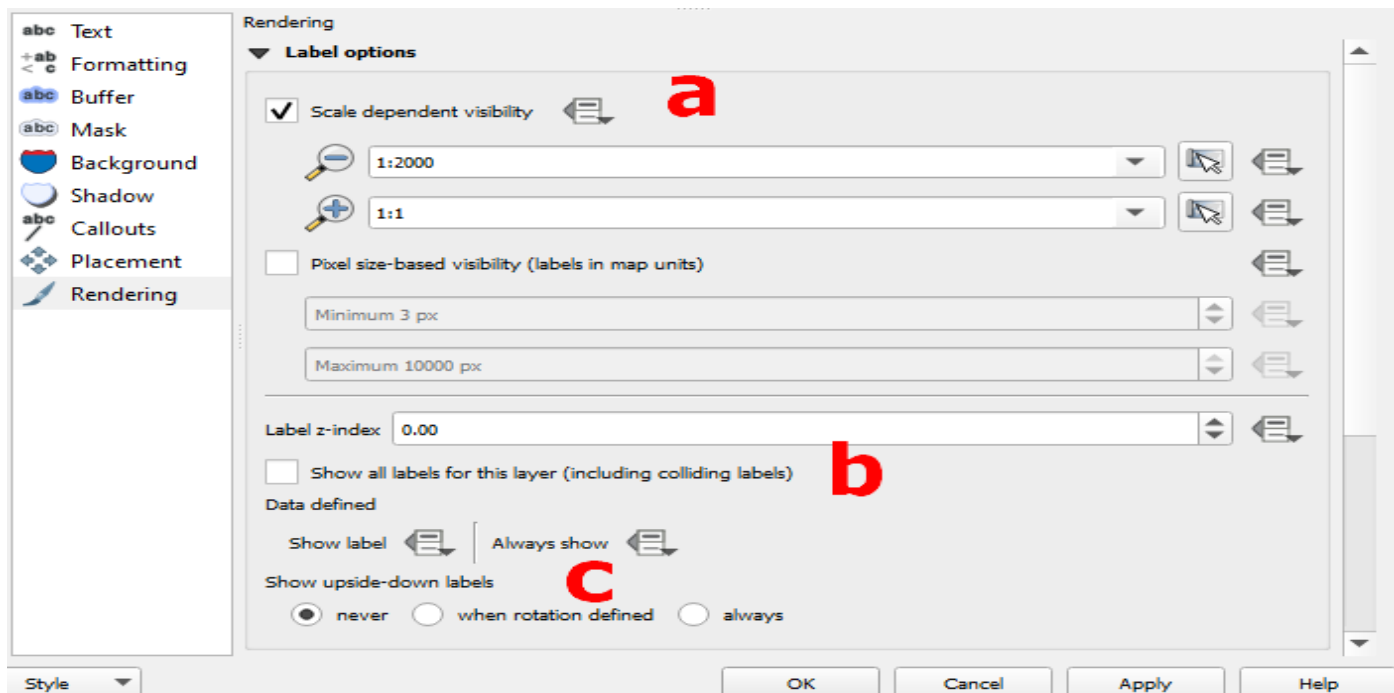 Text
Formatting
Buffer
Mask
Background
Shadow
Callouts
Placement
Rendering
Rendering
Label options
a
Scale dependent visibility
1:2000
1:1
Pixel size-based visibility (labels in map units)
Minimum 3 px
Maximum 10000 px
Label z-index 0.00
b
Show all labels for this layer (including colliding labels)
Data defined
Show label Always show
c
Show upside-down labels
never when rotation defined always
Style OK Cancel Apply Help